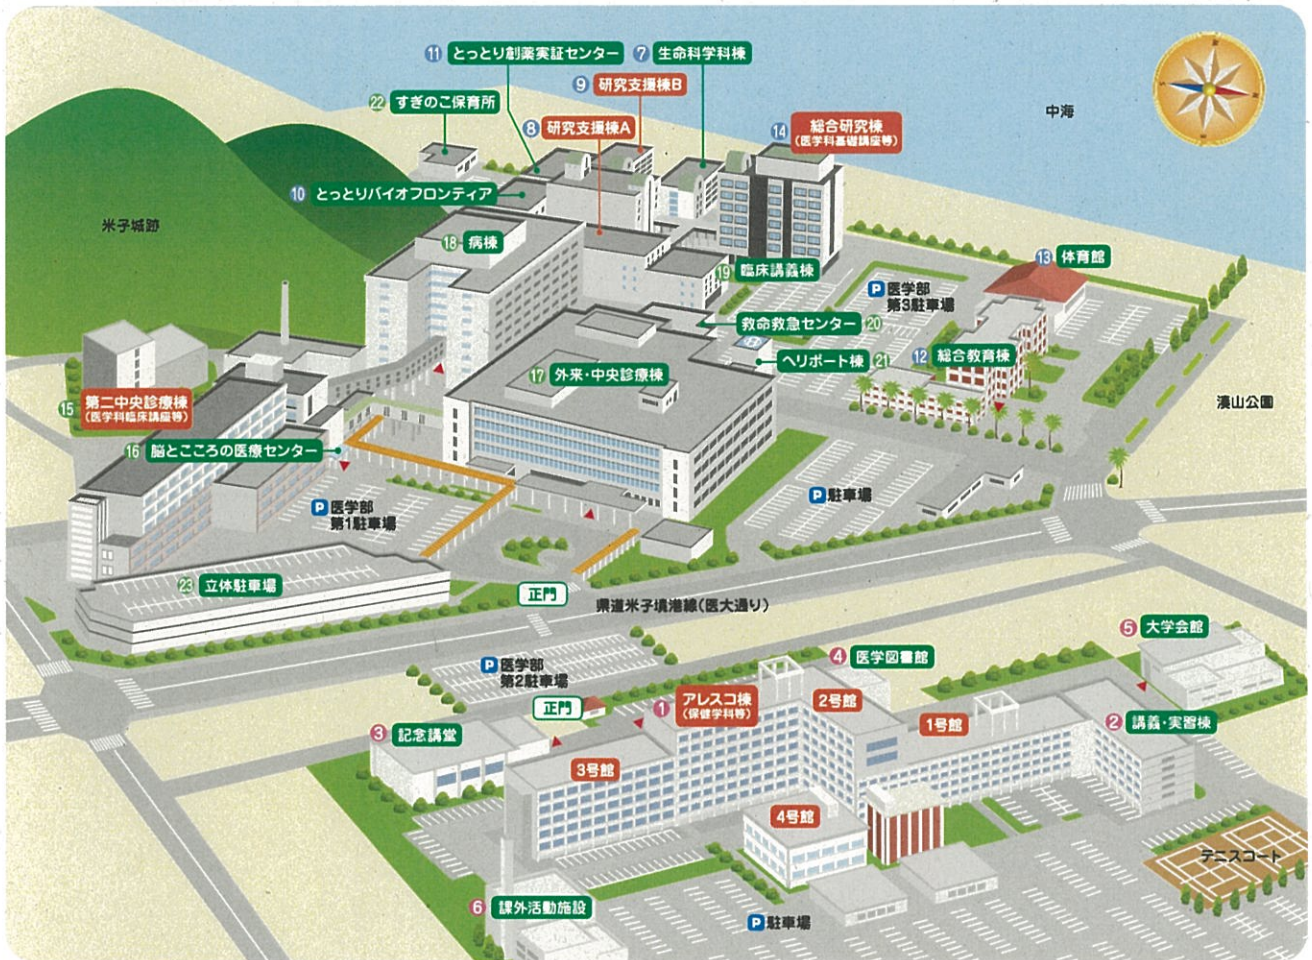 ⑪ とっとり創薬実証センター
⑦ 生命科学科棟
⑨ 研究支援棟B
㉒ すぎのこ保育所
⑧ 研究支援棟A
⑭ 総合研究棟
(医学科基礎講座等)
中海
⑩ とっとりバイオフロンティア
米子城跡
⑱ 病棟
⑲ 臨床講義棟
⑬ 体育館
P 医学部
第3駐車場
救命救急センター ⑳
ヘリポート棟 ㉑
⑫ 総合教育棟
⑰ 外来・中央診療棟
湊山公園
⑮ 第二中央診療棟
(医学科臨床講座等)
⑯ 脳とこころの医療センター
P 医学部
第1駐車場
P 駐車場
㉓ 立体駐車場
正門
県道米子境港線(医大通り)
⑤ 大学会館
P 医学部
第2駐車場
④ 医学図書館
正門
① アレスコ棟
(保健学科等)
2号館
1号館
② 講義・実習棟
③ 記念講堂
3号館
4号館
テニスコート
⑥ 課外活動施設
P 駐車場